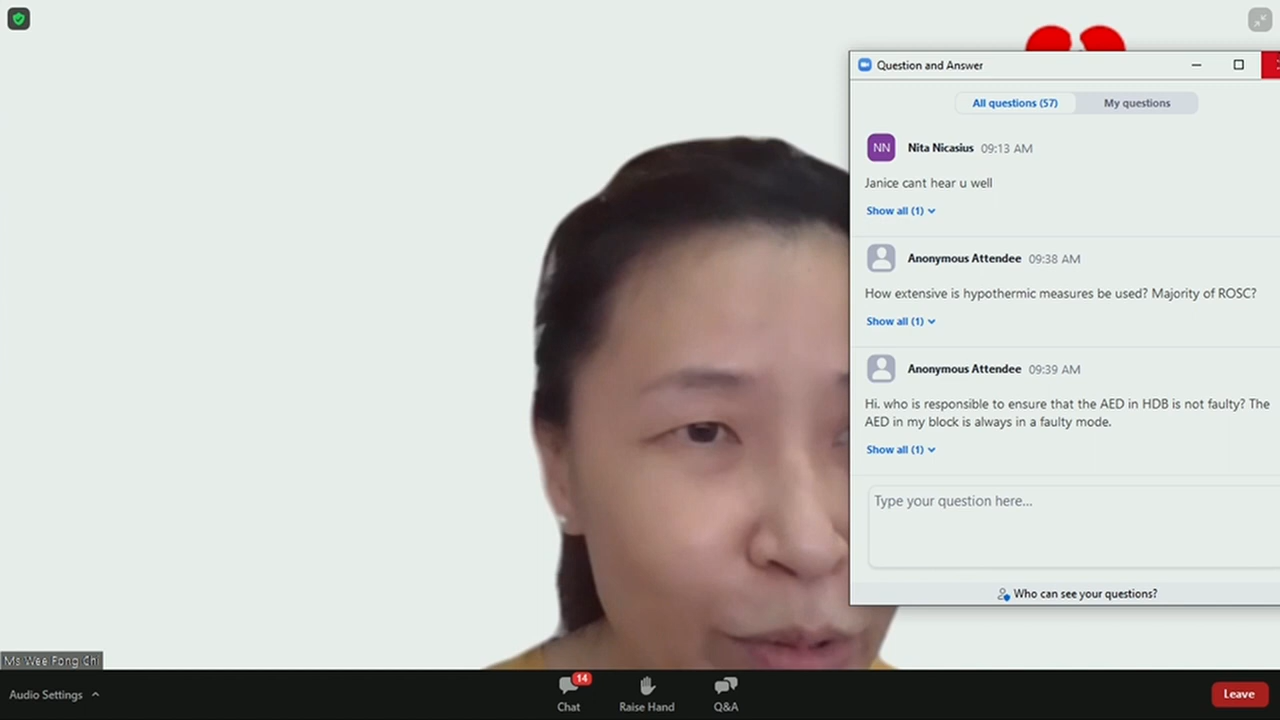 Question and Answer
All questions (57)
My questions
NN
Nita Nicasius 09:13 AM
Janice cant hear u well
Show all (1)
Anonymous Attendee 09:38 AM
How extensive is hypothermic measures be used? Majority of ROSC?
Show all (1)
Anonymous Attendee 09:39 AM
Hi. who is responsible to ensure that the AED in HDB is not faulty? The
AED in my block is always in a faulty mode.
Show all (1)
Type your question here...
Who can see your questions?
Ms Wee Fong Chi
Audio Settings
14
Chat
Raise Hand
Q&A
Leave